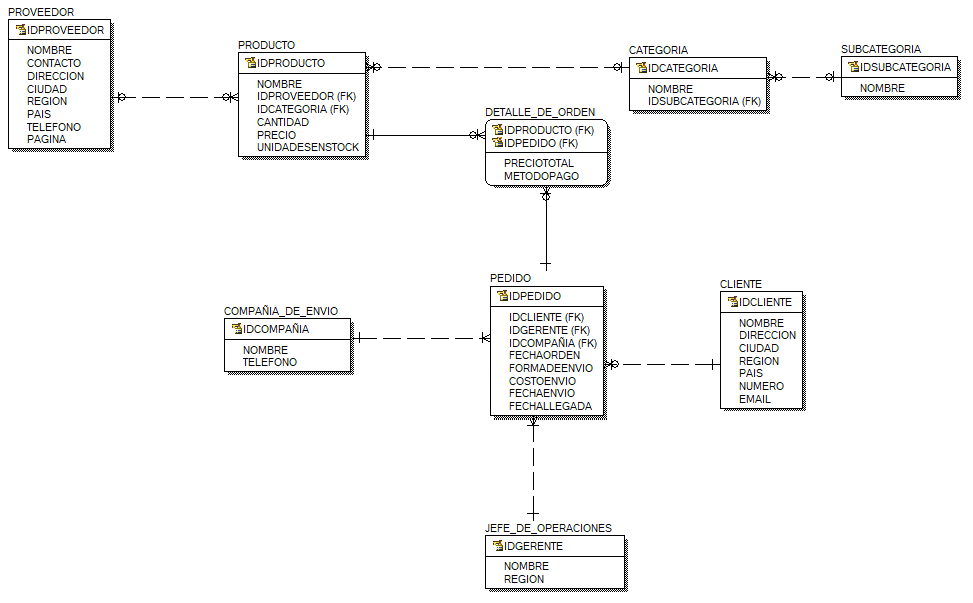 PROVEEDOR
IDPROVEEDOR
NOMBRE
CONTACTO
DIRECCION
CIUDAD
REGION
PAIS
TELEFONO
PAGINA
PRODUCTO
IDPRODUCTO
NOMBRE
IDPROVEEDOR (FK)
IDCATEGORIA (FK)
CANTIDAD
PRECIO
UNIDADESENSTOCK
CATEGORIA
IDCATEGORIA
NOMBRE
IDSUBCATEGORIA (FK)
SUBCATEGORIA
IDSUBCATEGORIA
NOMBRE
DETALLE_DE_ORDEN
IDPRODUCTO (FK)
IDPEDIDO (FK)
PRECIOTOTAL
METODOPAGO
PEDIDO
IDPEDIDO
IDCLIENTE (FK)
IDGERENTE (FK)
IDCOMPAÑIA (FK)
FECHAORDEN
FORMADEENVIO
COSTOENVIO
FECHAENVIO
FECHALLEGADA
COMPAÑIA_DE_ENVIO
IDCOMPAÑIA
NOMBRE
TELEFONO
CLIENTE
IDCLIENTE
NOMBRE
DIRECCION
CIUDAD
REGION
PAIS
NUMERO
EMAIL
JEFE_DE_OPERACIONES
IDGERENTE
NOMBRE
REGION